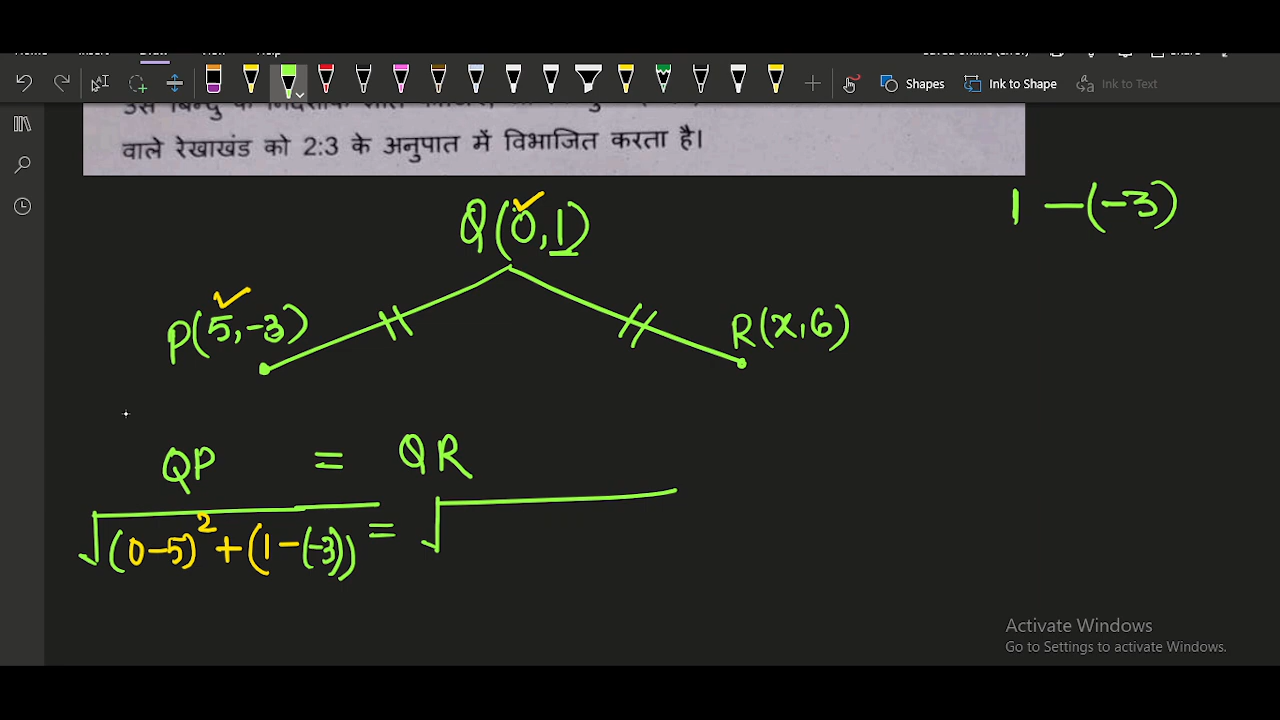 Shapes
Ink to Shape
Ink to Text
वाले रेखाखंड को 2:3 के अनुपात में विभाजित करता है।
Q(0,1)
1 -(-3)
P(5,-3)
R(x,6)
QP = QR
√(0-5)²+(1-(-3)) = √
Activate Windows
Go to Settings to activate Windows.